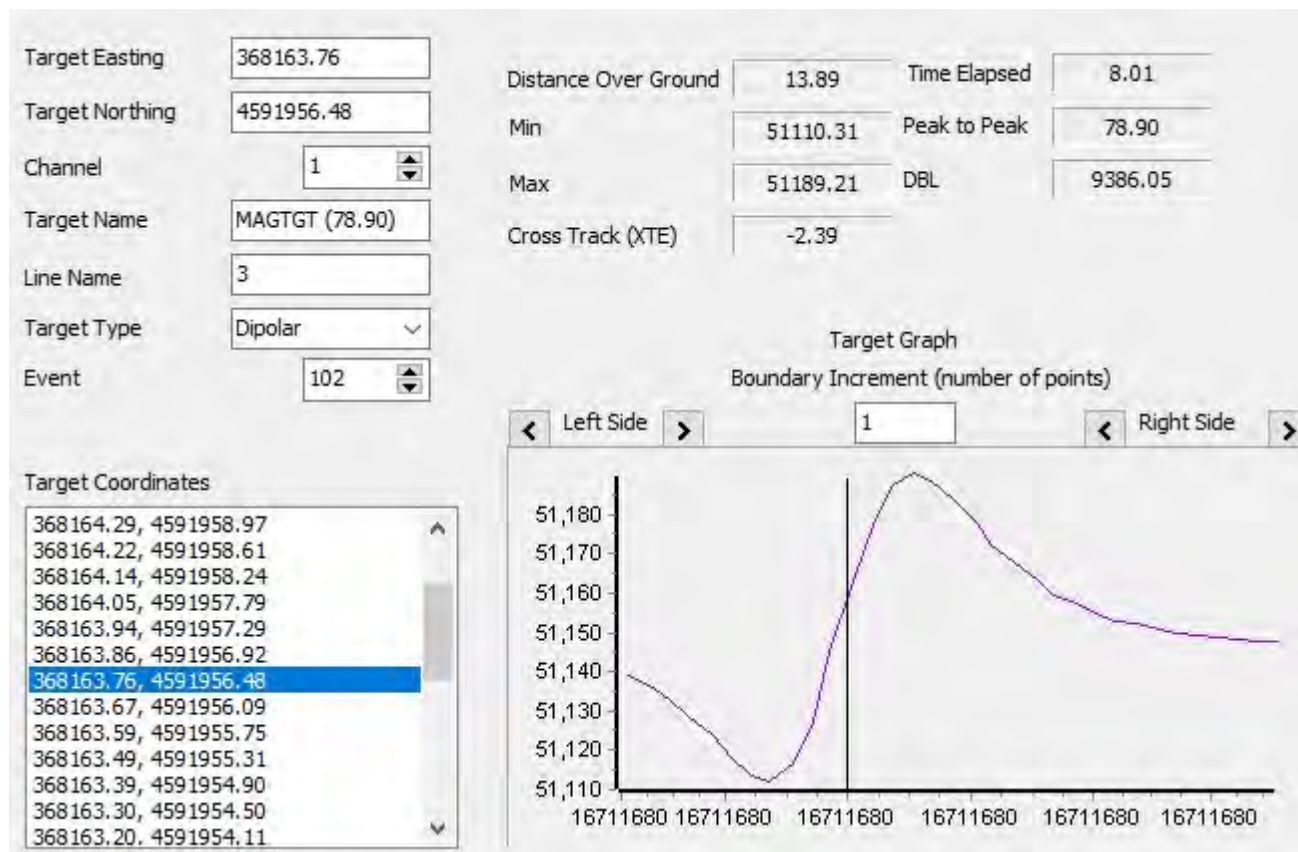 Target Easting 368163.76
Target Northing 4591956.48
Channel 1
Target Name MAGTGT (78.90)
Line Name 3
Target Type Dipolar
Event 102
Distance Over Ground 13.89 Time Elapsed 8.01
Min 51110.31 Peak to Peak 78.90
Max 51189.21 DBL 9386.05
Cross Track (XTE) -2.39
Target Graph
Boundary Increment (number of points)
Left Side 1 Right Side
Target Coordinates
368164.29, 4591958.97
368164.22, 4591958.61
368164.14, 4591958.24
368164.05, 4591957.79
368163.94, 4591957.29
368163.86, 4591956.92
368163.76, 4591956.48
368163.67, 4591956.09
368163.59, 4591955.75
368163.49, 4591955.31
368163.39, 4591954.90
368163.30, 4591954.50
368163.20, 4591954.11
51,180
51,170
51,160
51,150
51,140
51,130
51,120
51,110
16711680 16711680 16711680 16711680 16711680 16711680